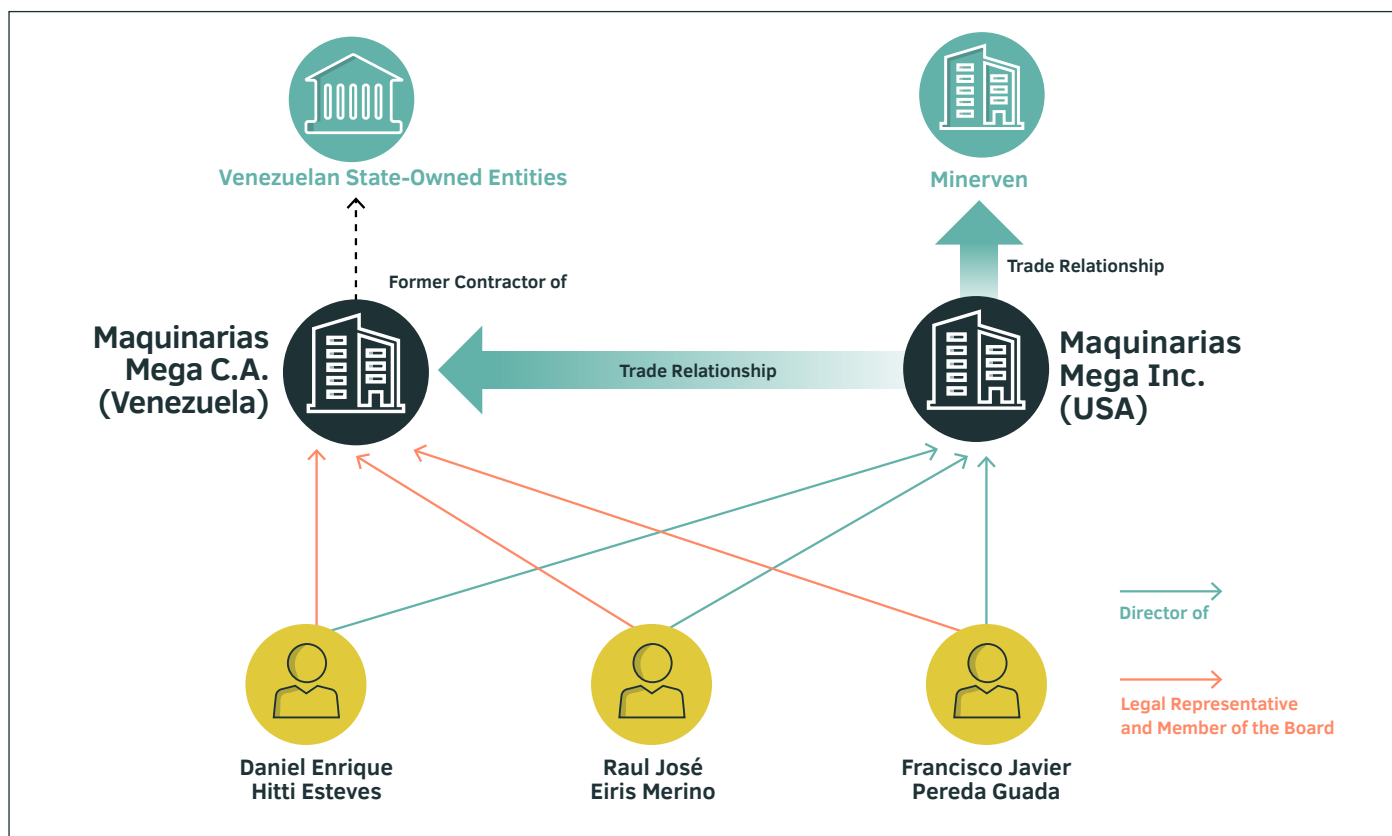 Venezuelan State-Owned Entities
Minerven
Former Contractor of
Trade Relationship
Maquinarias
Mega C.A.
(Venezuela)
Trade Relationship
Maquinarias
Mega Inc.
(USA)
Director of
Legal Representative
and Member of the Board
Daniel Enrique
Hitti Esteves
Raul José
Eiris Merino
Francisco Javier
Pereda Guada